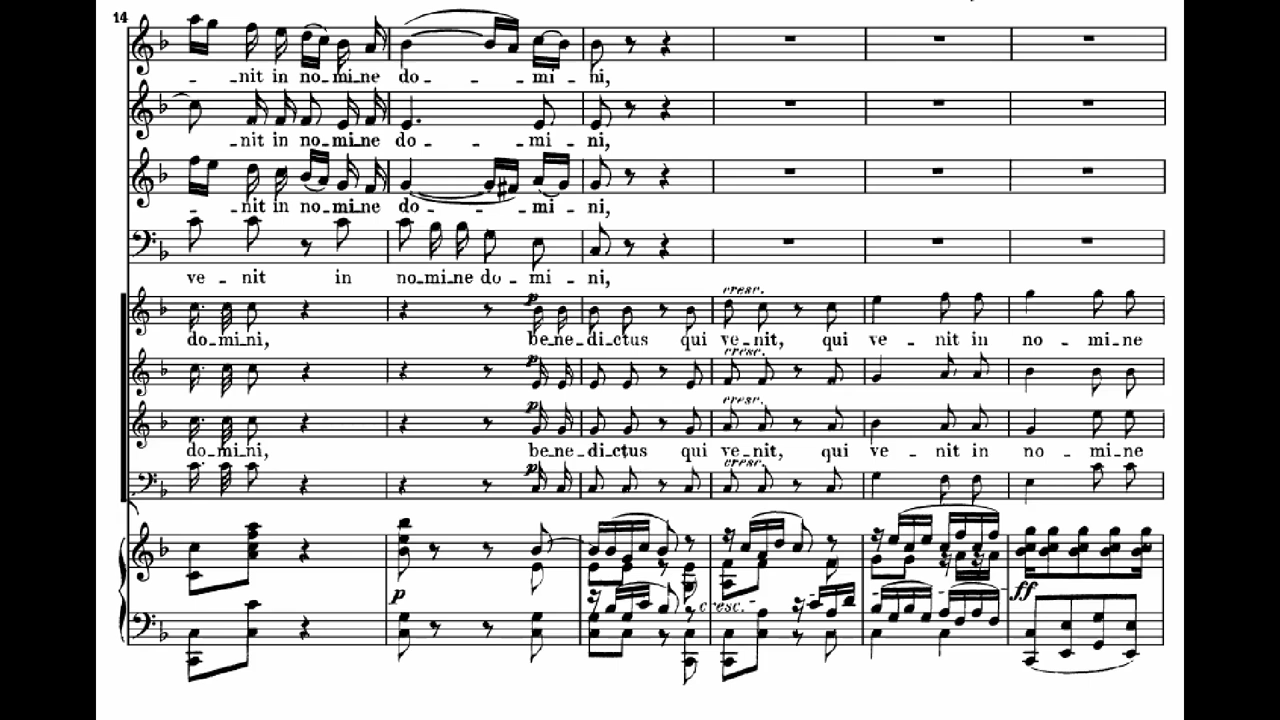 14
- - nit in no - mi - ne do - - - mi - ni,
- nit in no - mi - ne do - - mi - ni,
- - nit in no - mi - ne do - - - mi - ni,
ve - nit in no - mi - ne do - mi - ni,
p cresc.
do - mi - ni, be - ne - di - ctus qui ve - nit, qui ve - nit in no - mi - ne
p cresc.
p cresc.
do - mi - ni, be - ne - di - ctus qui ve - nit, qui ve - nit in no - mi - ne
p cresc.
p cresc. ff